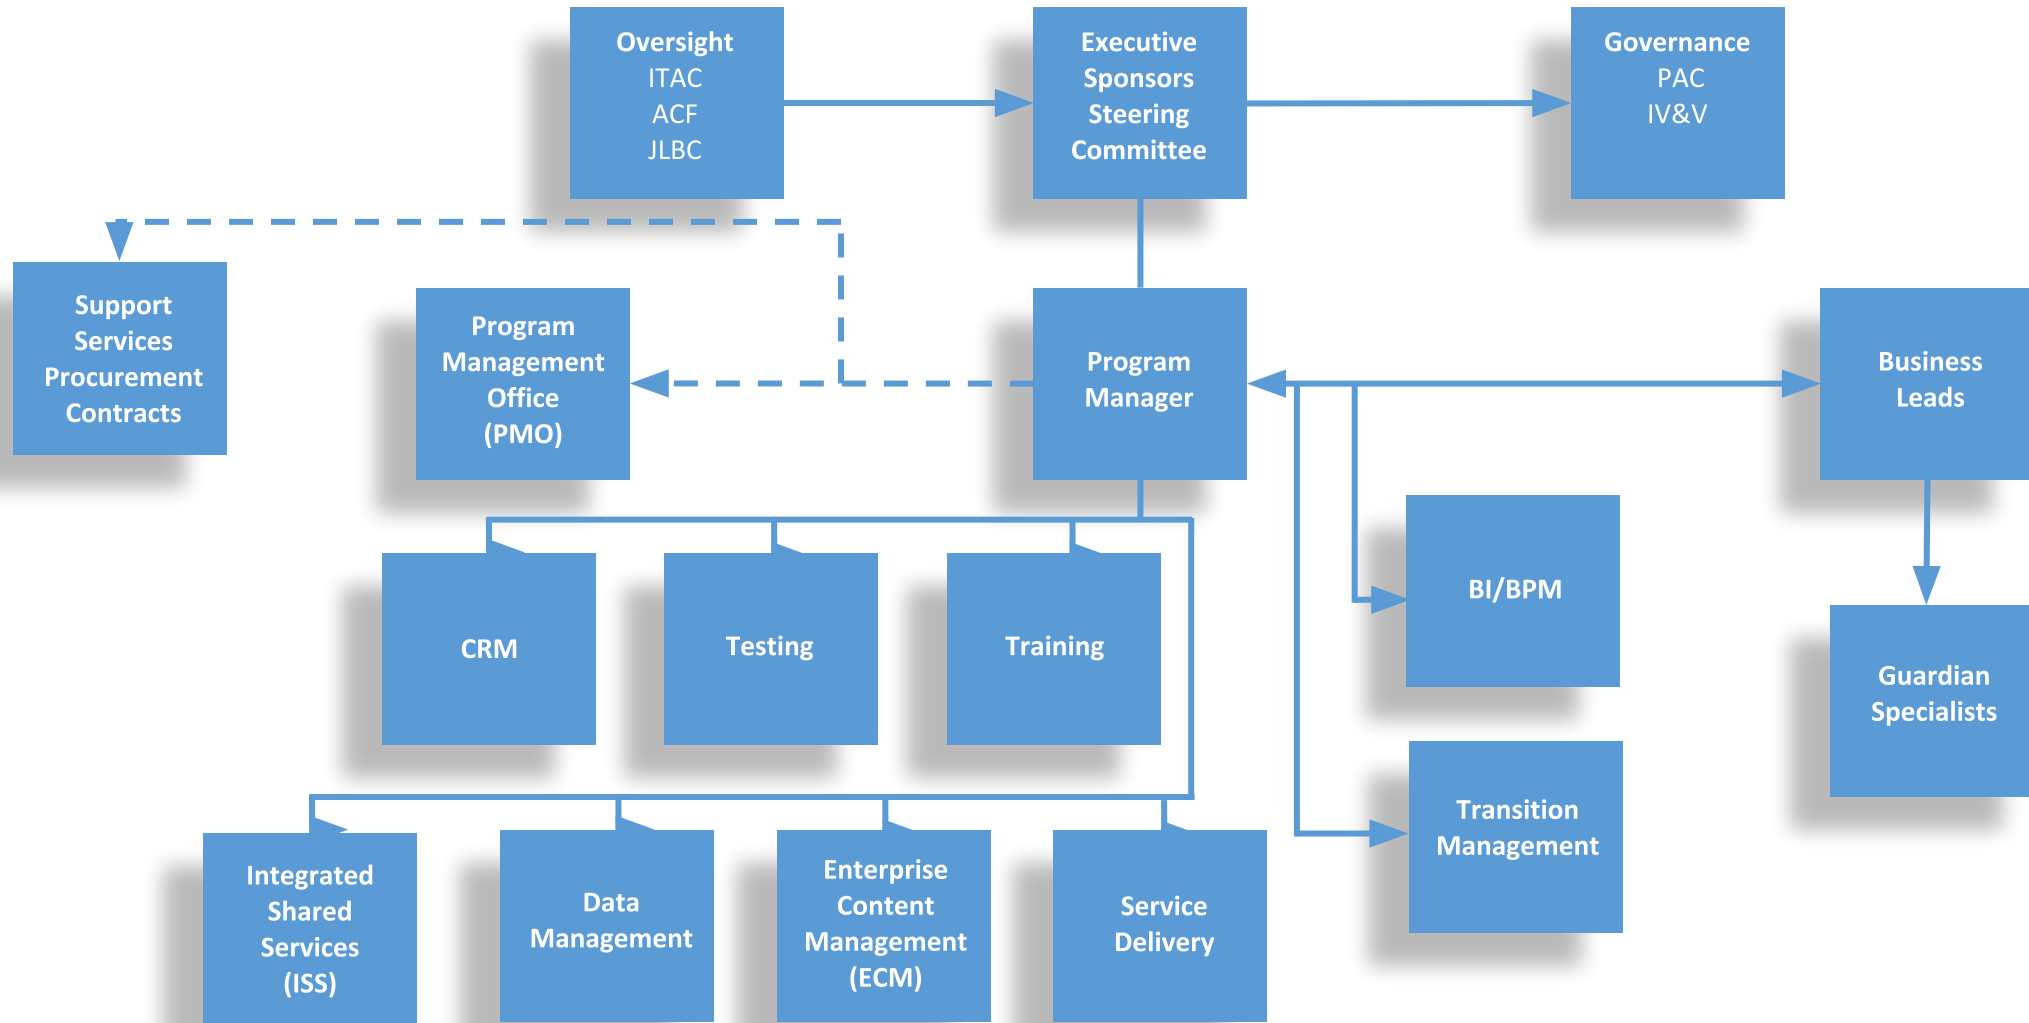 Oversight
ITAC
ACF
JLBC
Executive
Sponsors
Steering
Committee
Governance
PAC
IV&V
Support
Services
Procurement
Contracts
Program
Management
Office
(PMO)
Program
Manager
Business
Leads
CRM
Testing
Training
BI/BPM
Guardian
Specialists
Transition
Management
Integrated
Shared
Services
(ISS)
Data
Management
Enterprise
Content
Management
(ECM)
Service
Delivery